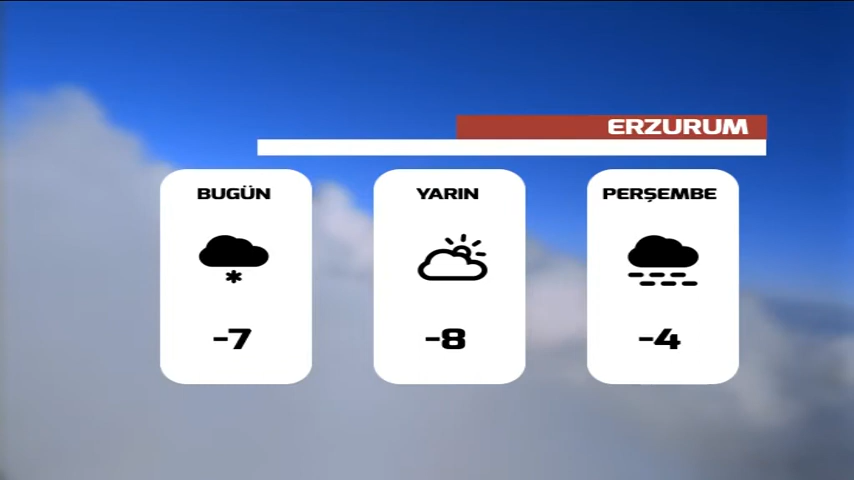 ERZURUM
BUGÜN
YARIN
PERŞEMBE
-7
-8
-4